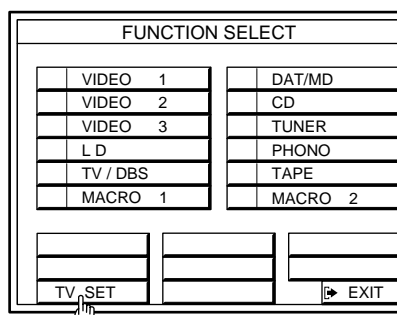 FUNCTION SELECT
VIDEO 1
VIDEO 2
VIDEO 3
L D
TV / DBS
MACRO 1
DAT/MD
CD
TUNER
PHONO
TAPE
MACRO 2
TV SET
EXIT